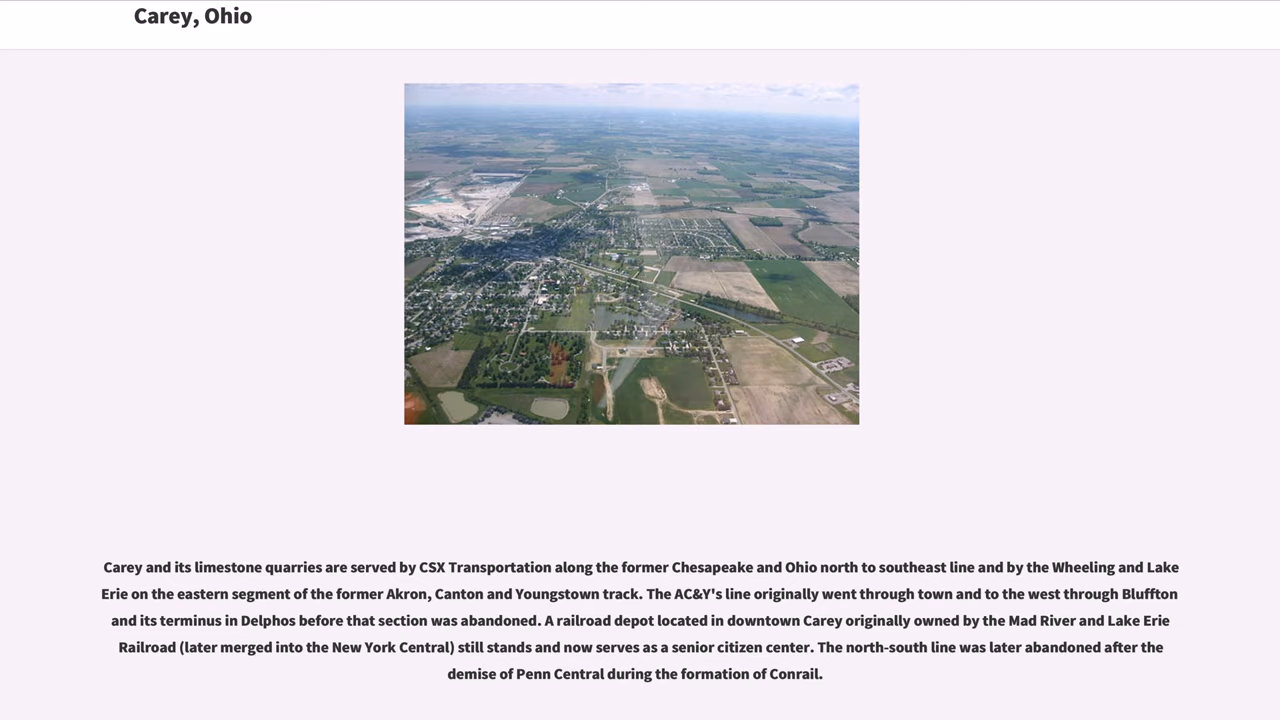 Carey, Ohio
Carey and its limestone quarries are served by CSX Transportation along the former Chesapeake and Ohio north to southeast line and by the Wheeling and Lake
Erie on the eastern segment of the former Akron, Canton and Youngstown track. The AC&Y's line originally went through town and to the west through Bluffton
and its terminus in Delphos before that section was abandoned. A railroad depot located in downtown Carey originally owned by the Mad River and Lake Erie
Railroad (later merged into the New York Central) still stands and now serves as a senior citizen center. The north-south line was later abandoned after the
demise of Penn Central during the formation of Conrail.